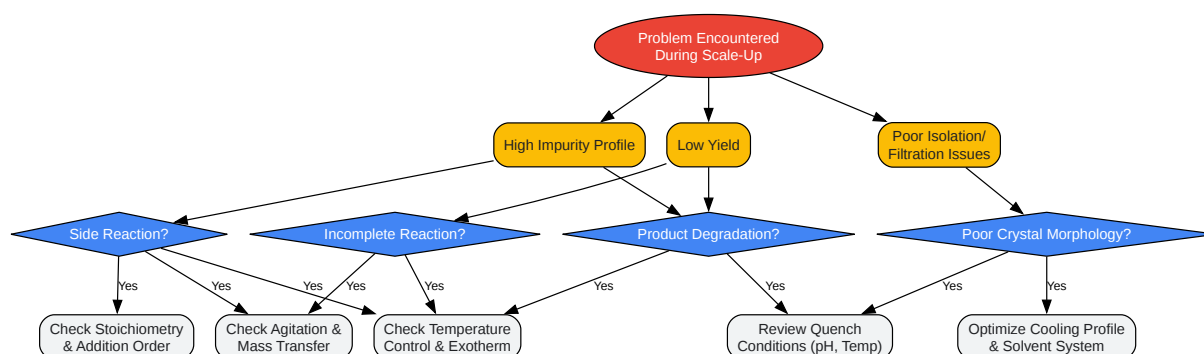 Problem Encountered
During Scale-Up
High Impurity Profile
Low Yield
Poor Isolation/
Filtration Issues
Side Reaction?
Incomplete Reaction?
Product Degradation?
Poor Crystal Morphology?
Yes
Yes
Yes
Yes
Yes
Yes
Yes
Yes
Yes
Check Stoichiometry
& Addition Order
Check Agitation &
Mass Transfer
Check Temperature
Control & Exotherm
Review Quench
Conditions (pH, Temp)
Optimize Cooling Profile
& Solvent System